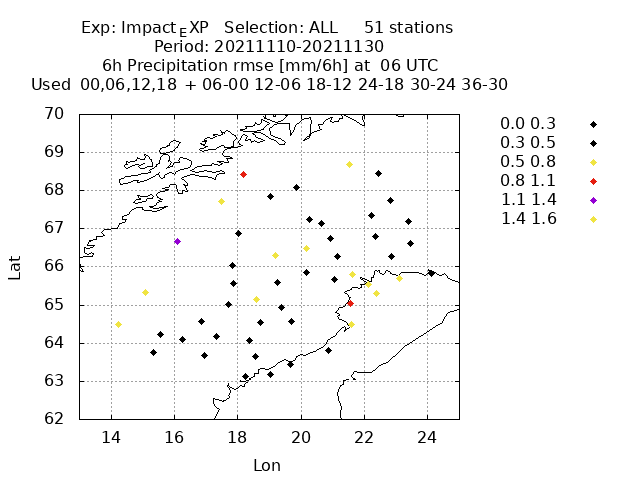 Exp: Impact_EXP   Selection: ALL     51 stations
Period: 20211110-20211130
6h Precipitation rmse [mm/6h] at  06 UTC
Used  00,06,12,18  + 06-00 12-06 18-12 24-18 30-24 36-30
0.0 0.3
0.3 0.5
0.5 0.8
0.8 1.1
1.1 1.4
1.4 1.6
Lat
70
69
68
67
66
65
64
63
62
14 16 18 20 22 24
Lon